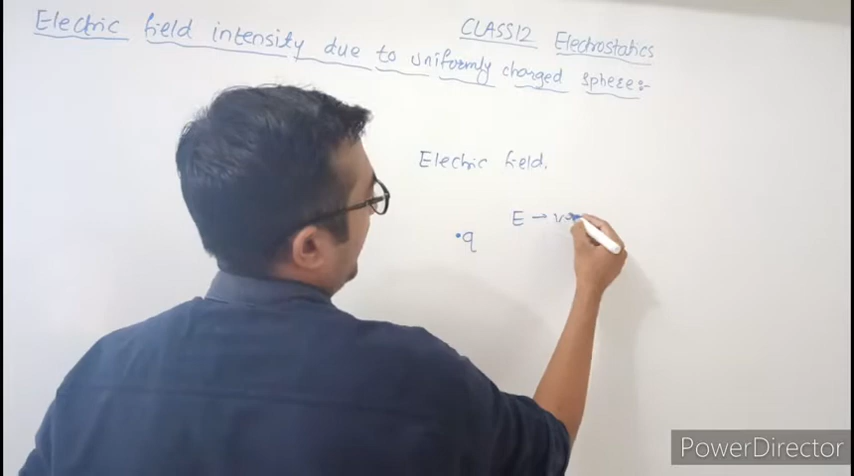 CLASS12 Electrostatics
Electric field intensity due to uniformly charged sphere:-
Electric field.
E →
•q
PowerDirector